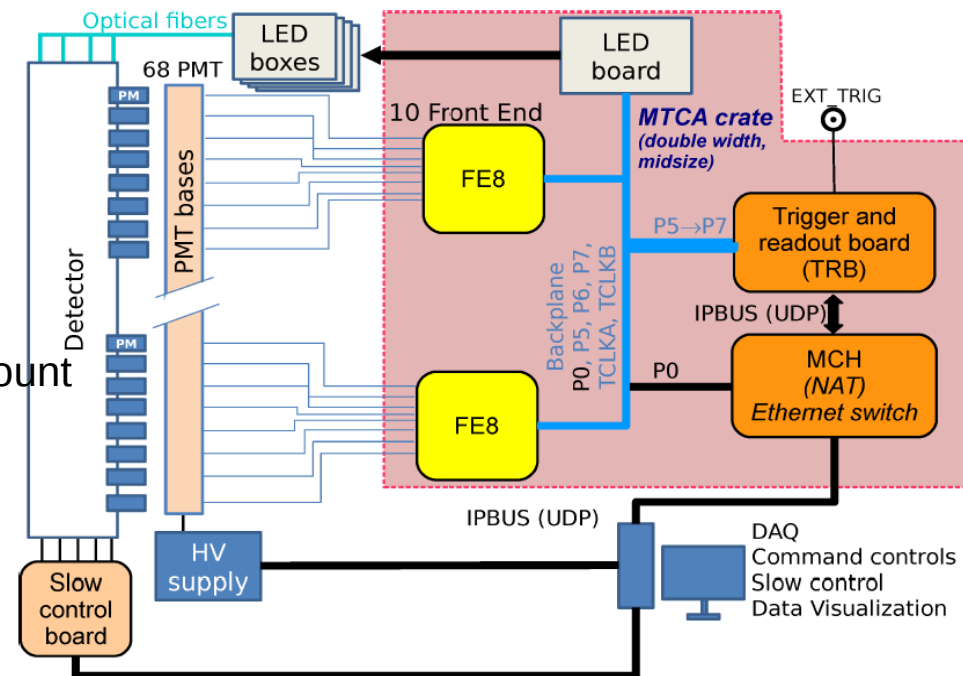 Optical fibers
LED
boxes
LED
board
68 PMT
PM
10 Front End
MTCA crate
(double width,
midsize)
EXT_TRIG
FE8
PMT bases
Detector
P5→P7
Trigger and
readout board
(TRB)
Backplane
P0, P5, P6, P7,
TCLKA, TCLKB
IPBUS (UDP)
PM
ount
FE8
P0
MCH
(NAT)
Ethernet switch
IPBUS (UDP)
HV
supply
Slow
control
board
DAQ
Command controls
Slow control
Data Visualization